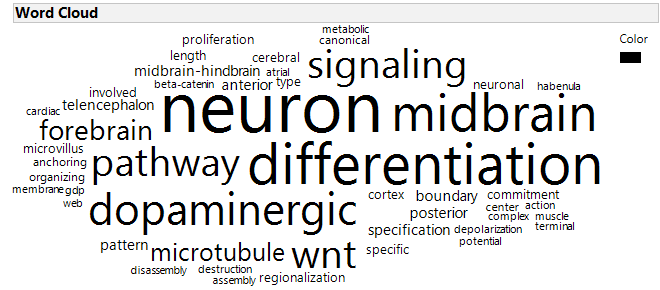 Word Cloud
Color
metabolic
proliferation
canonical
length
cerebral
signaling
midbrain-hindbrain
atrial
beta-catenin
anterior
type
neuronal
habenula
involved
telencephalon
cardiac
neuron
midbrain
forebrain
microvillus
anchoring
pathway
differentiation
organizing
membrane
gdp
web
dopaminergic
cortex
boundary
commitment
center
action
posterior
complex
muscle
specification
depolarization
terminal
potential
pattern
microtubule
wnt
specific
disassembly
destruction
assembly
regionalization